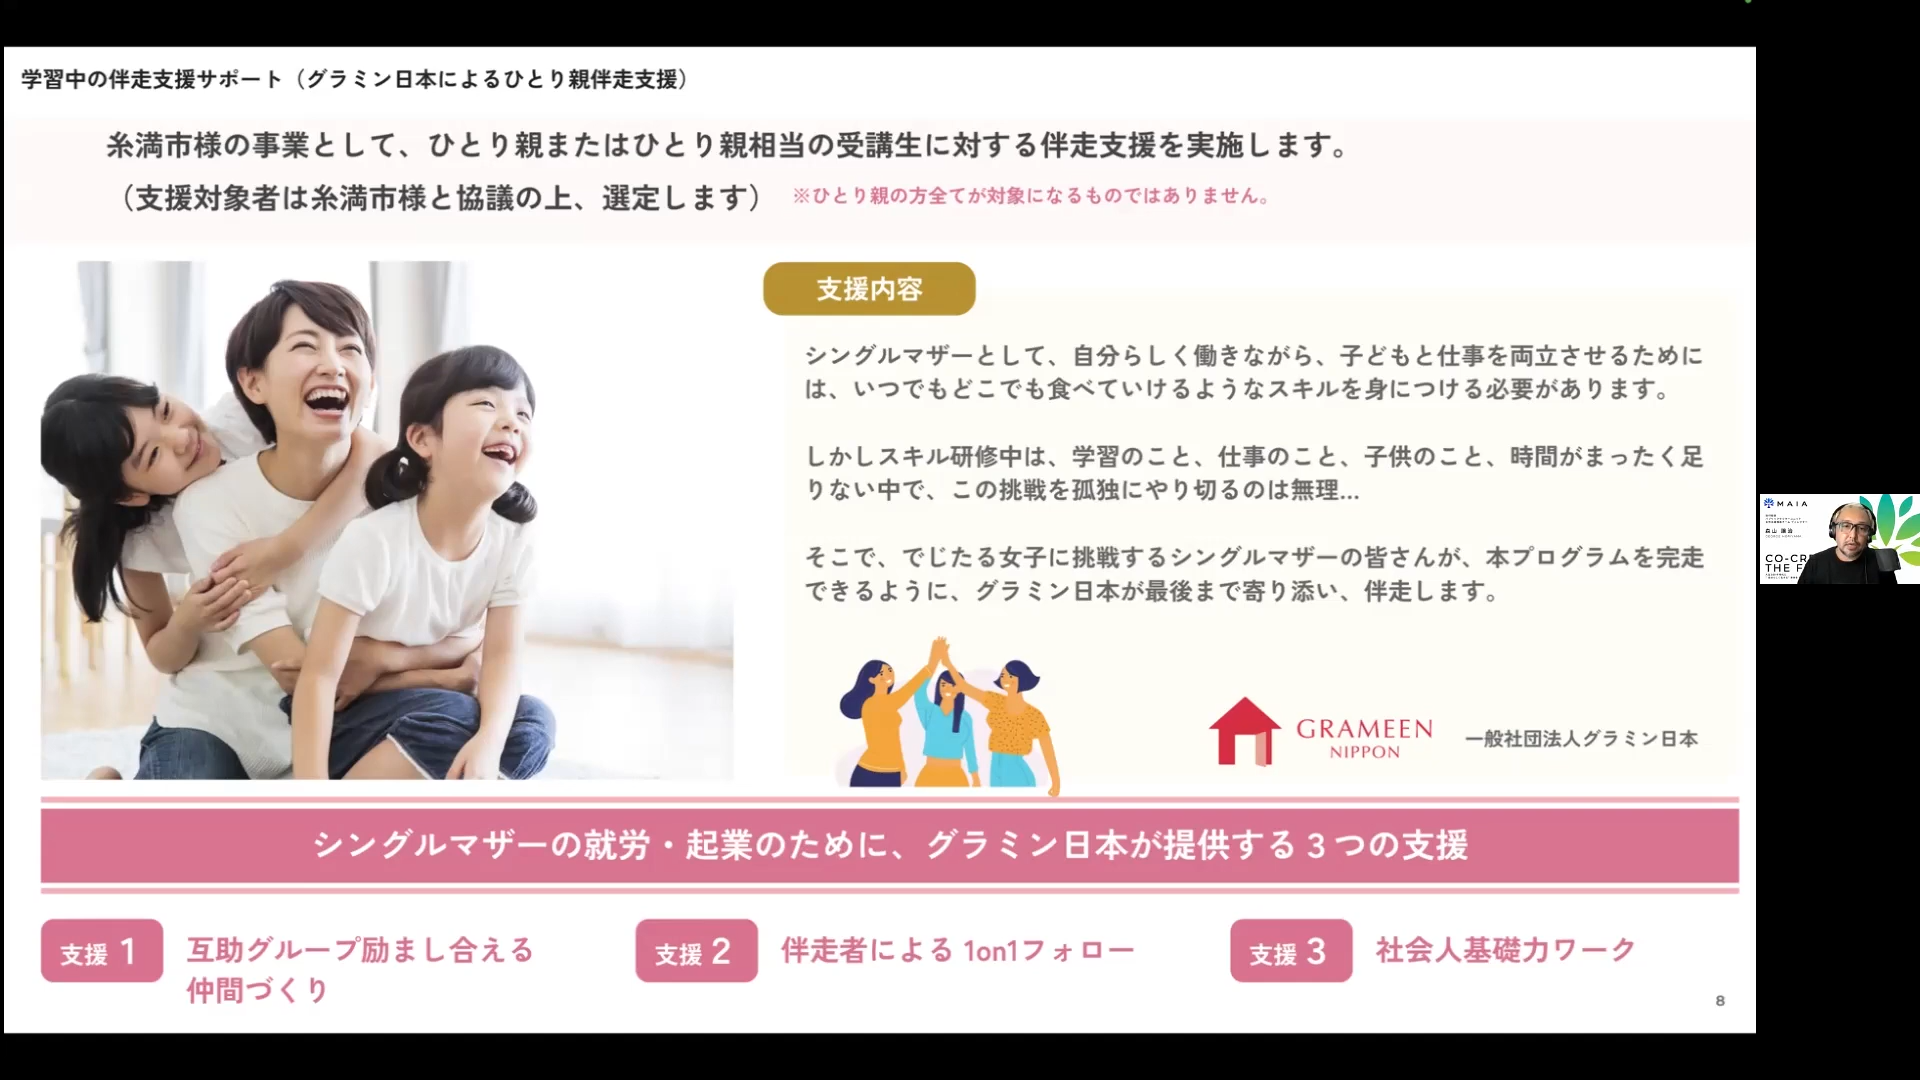 学習中の伴走支援サポート（グラミン日本によるひとり親伴走支援）
糸満市様の事業として、ひとり親またはひとり親相当の受講生に対する伴走支援を実施します。
（支援対象者は糸満市様と協議の上、選定します） ※ひとり親の方全てが対象になるものではありません。
支援内容
シングルマザーとして、自分らしく働きながら、子どもと仕事を両立させるために
は、いつでもどこでも食べていけるようなスキルを身につける必要があります。
しかしスキル研修中は、学習のこと、仕事のこと、子供のこと、時間がまったく足
りない中で、この挑戦を孤独にやり切るのは無理...
そこで、でじたる女子に挑戦するシングルマザーの皆さんが、本プログラムを完走
できるように、グラミン日本が最後まで寄り添い、伴走します。
GRAMEEN
NIPPON
一般社団法人グラミン日本
シングルマザーの就労・起業のために、グラミン日本が提供する3つの支援
支援 1
互助グループ励まし合える
仲間づくり
支援 2
伴走者による 1on1フォロー
支援 3
社会人基礎力ワーク
8
MAIA
CO-CR
THE F